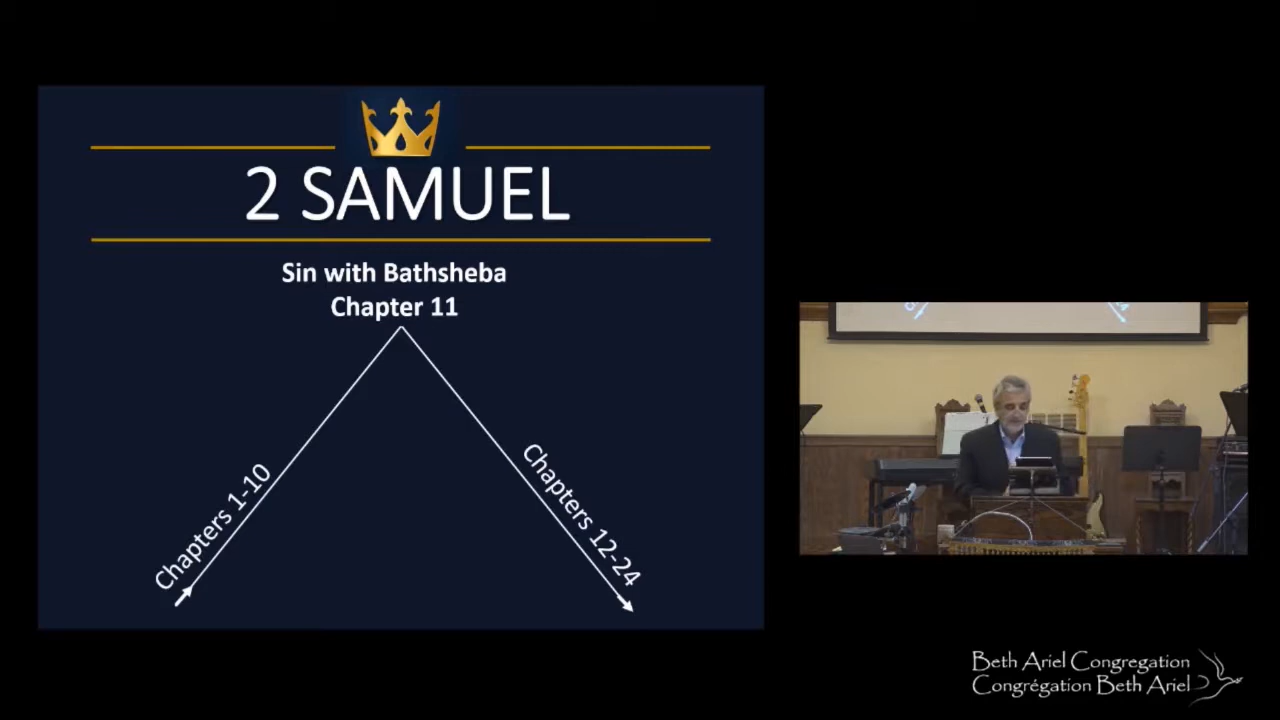 2 SAMUEL
Sin with Bathsheba
Chapter 11
Chapters 1-10
Chapters 12-24
Beth Ariel Congregation
Congrégation Beth Ariel